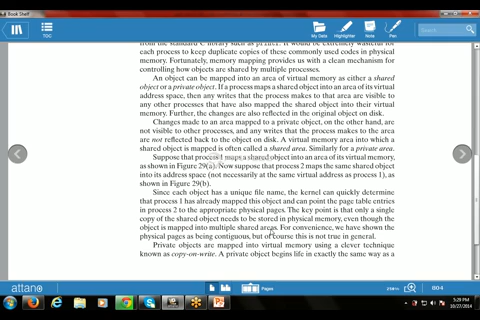 Book Shelf
TOC
My Data
Highlighter
Note
Pen
Search
from the standard C library such as printf. It would be extremely wasteful for
each process to keep duplicate copies of these commonly used codes in physical
memory. Fortunately, memory mapping provides us with a clean mechanism for
controlling how objects are shared by multiple processes.
An object can be mapped into an area of virtual memory as either a shared
object or a private object. If a process maps a shared object into an area of its virtual
address space, then any writes that the process makes to that area are visible to
any other processes that have also mapped the shared object into their virtual
memory. Further, the changes are also reflected in the original object on disk.
Changes made to an area mapped to a private object, on the other hand, are
not visible to other processes, and any writes that the process makes to the area
are not reflected back to the object on disk. A virtual memory area into which a
shared object is mapped is often called a shared area. Similarly for a private area.
Suppose that process 1 maps a shared object into an area of its virtual memory,
as shown in Figure 29(a). Now suppose that process 2 maps the same shared object
into its address space (not necessarily at the same virtual address as process 1), as
shown in Figure 29(b).
Since each object has a unique file name, the kernel can quickly determine
that process 1 has already mapped this object and can point the page table entries
in process 2 to the appropriate physical pages. The key point is that only a single
copy of the shared object needs to be stored in physical memory, even though the
object is mapped into multiple shared areas. For convenience, we have shown the
physical pages as being contiguous, but of course this is not true in general.
Private objects are mapped into virtual memory using a clever technique
known as copy-on-write. A private object begins life in exactly the same way as a
attano
Pages
ZOOM
804
5:29 PM
10/27/2014